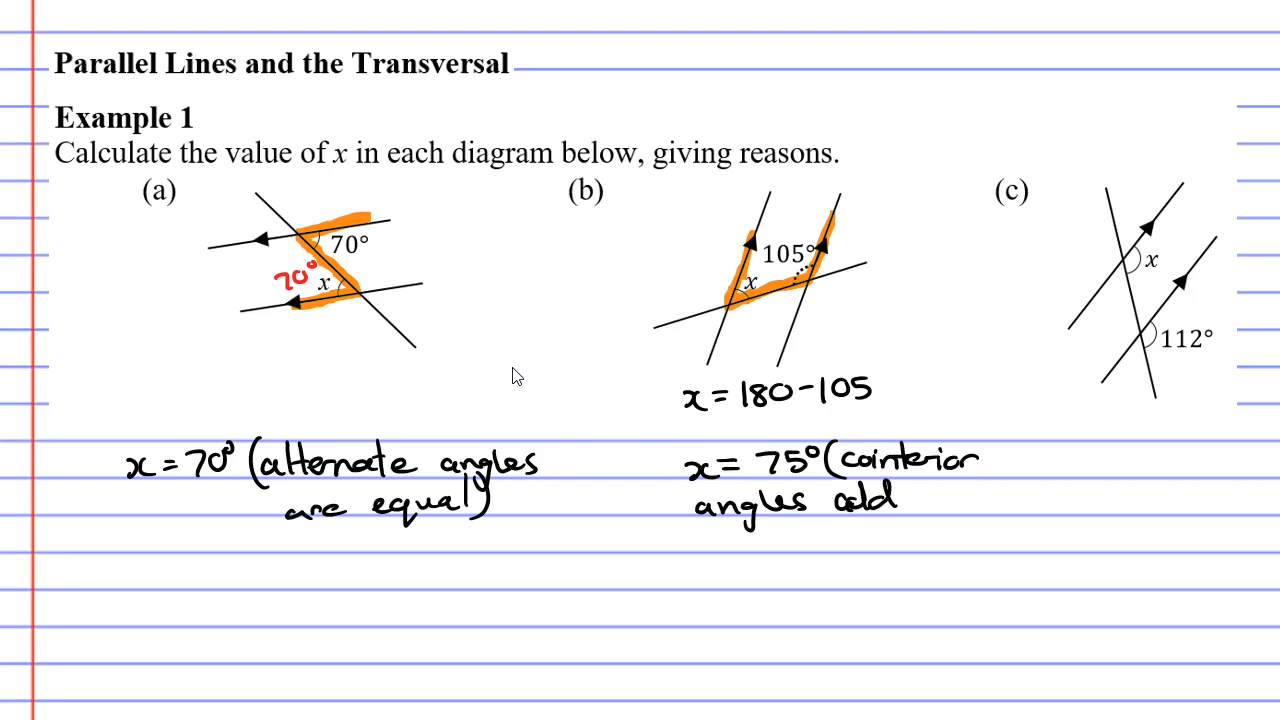 Parallel Lines and the Transversal
Example 1
Calculate the value of x in each diagram below, giving reasons.
(a)
70°
70°
x
x = 70° (alternate angles
are equal)
(b)
105°
x
x = 180 - 105
x = 75° (cointerior
angles add
(c)
x
112°